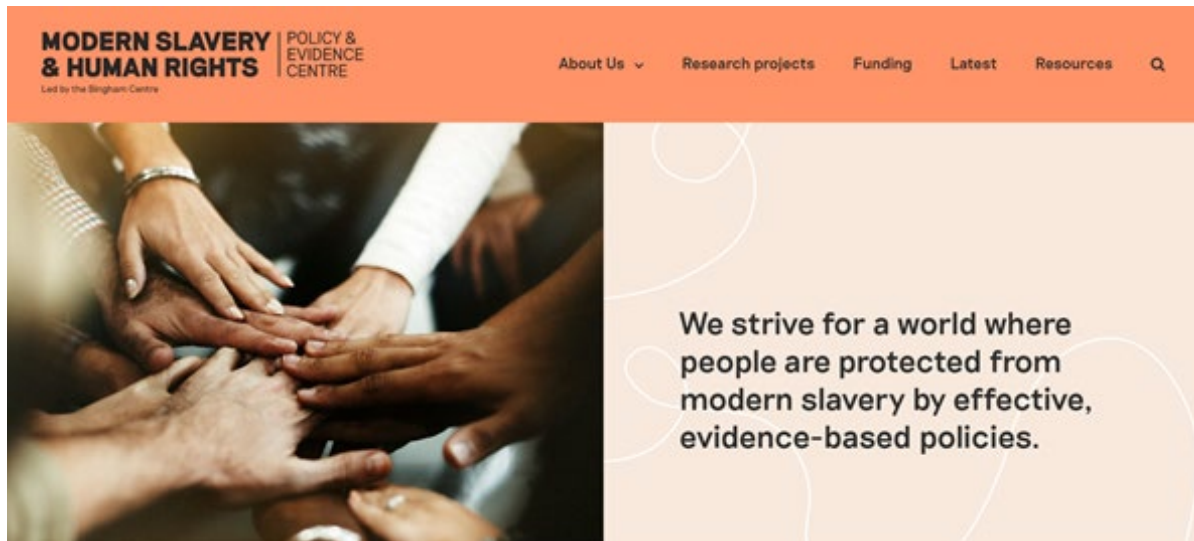 MODERN SLAVERY
& HUMAN RIGHTS
POLICY &
EVIDENCE
CENTRE
Led by the Bingham Centre
About Us
Research projects
Funding
Latest
Resources
We strive for a world where
people are protected from
modern slavery by effective,
evidence-based policies.